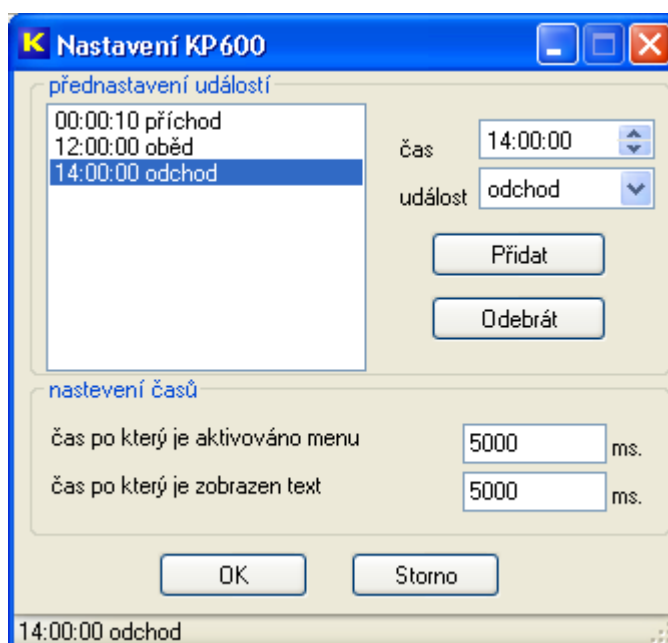 K Nastavení KP600
přednastavení událostí
00:00:10 příchod
12:00:00 oběd
14:00:00 odchod
čas 14:00:00
událost odchod
Přidat
Odebrát
nastevení časů
čas po který je aktivováno menu 5000 ms.
čas po který je zobrazen text 5000 ms.
OK Storno
14:00:00 odchod